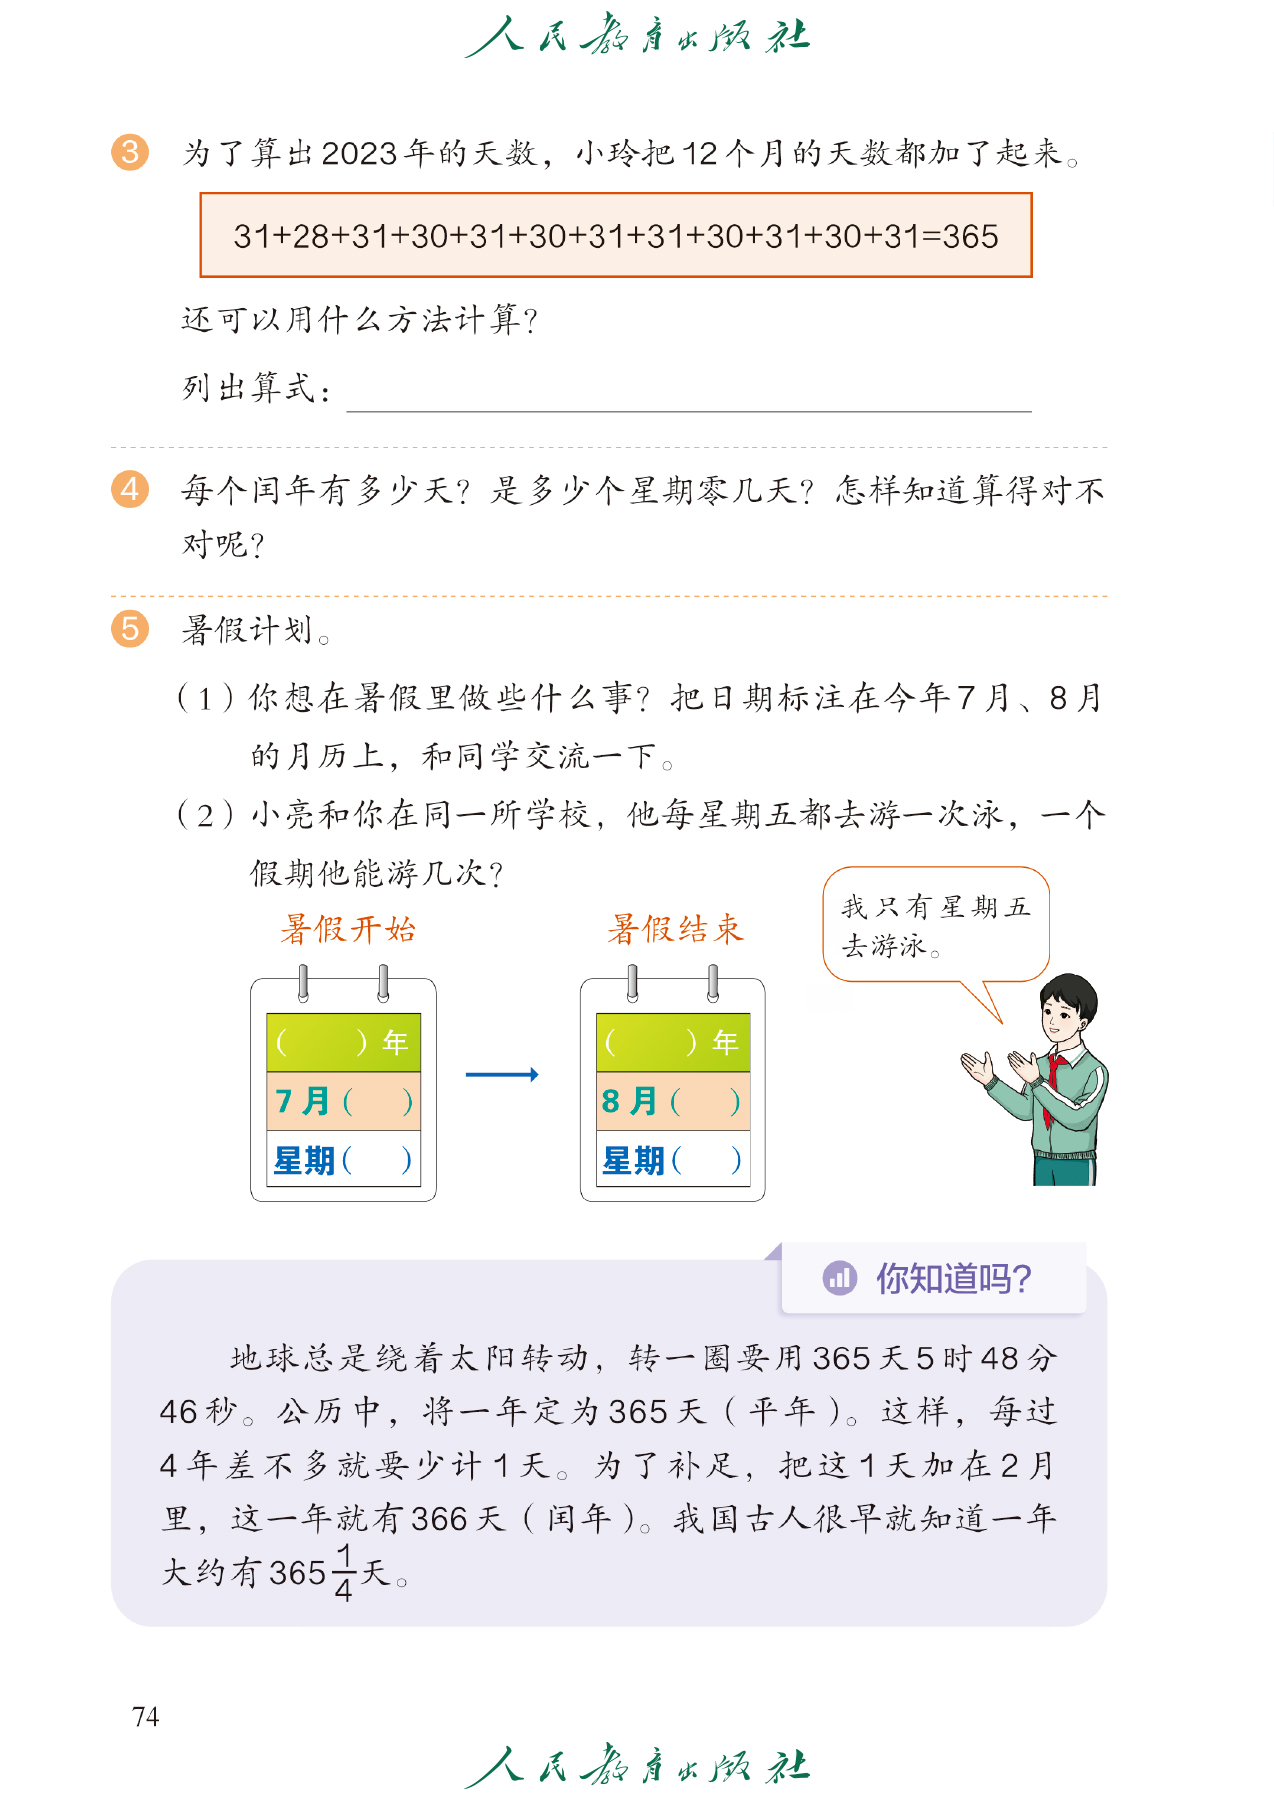 人民教育出版社
3 为了算出2023年的天数，小玲把12个月的天数都加了起来。
31+28+31+30+31+30+31+31+30+31+30+31=365
还可以用什么方法计算？
列出算式：
4 每个闰年有多少天？是多少个星期零几天？怎样知道算得对不
对呢？
5 暑假计划。
（1）你想在暑假里做些什么事？把日期标注在今年7月、8月
的月历上，和同学交流一下。
（2）小亮和你在同一所学校，他每星期五都去游一次泳，一个
假期他能游几次？
暑假开始
（ ）年
7月（ ）
星期（ ）
暑假结束
（ ）年
8月（ ）
星期（ ）
我只有星期五
去游泳。
你知道吗？
地球总是绕着太阳转动，转一圈要用365天5时48分
46秒。公历中，将一年定为365天（平年）。这样，每过
4年差不多就要少计1天。为了补足，把这1天加在2月
里，这一年就有366天（闰年）。我国古人很早就知道一年
大约有365 1/4 天。
74
人民教育出版社